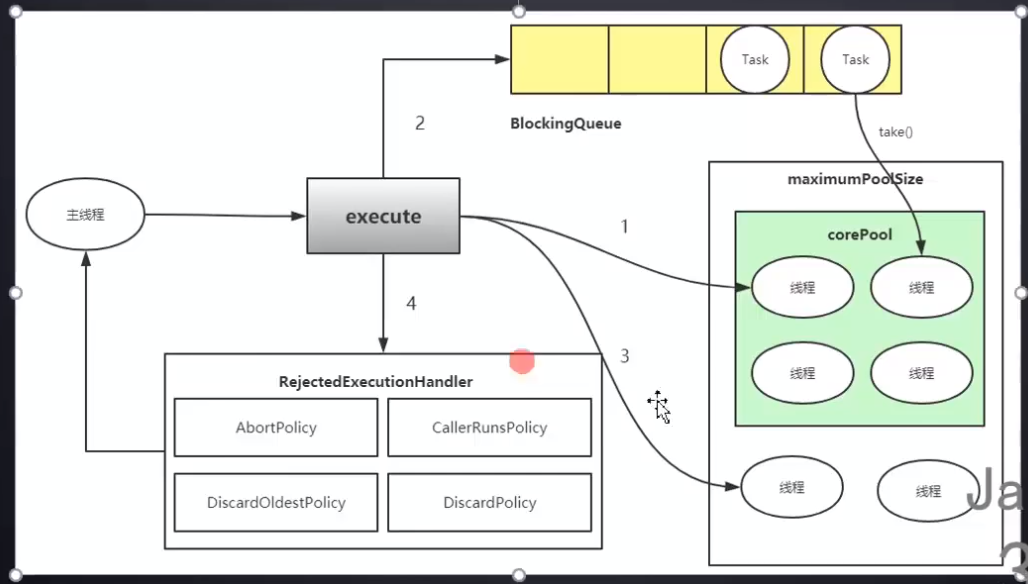 Task
Task
2
BlockingQueue
take()
maximumPoolSize
主线程
execute
1
corePool
线程
线程
4
3
线程
线程
RejectedExecutionHandler
AbortPolicy
CallerRunsPolicy
线程
线程
Ja
DiscardOldestPolicy
DiscardPolicy